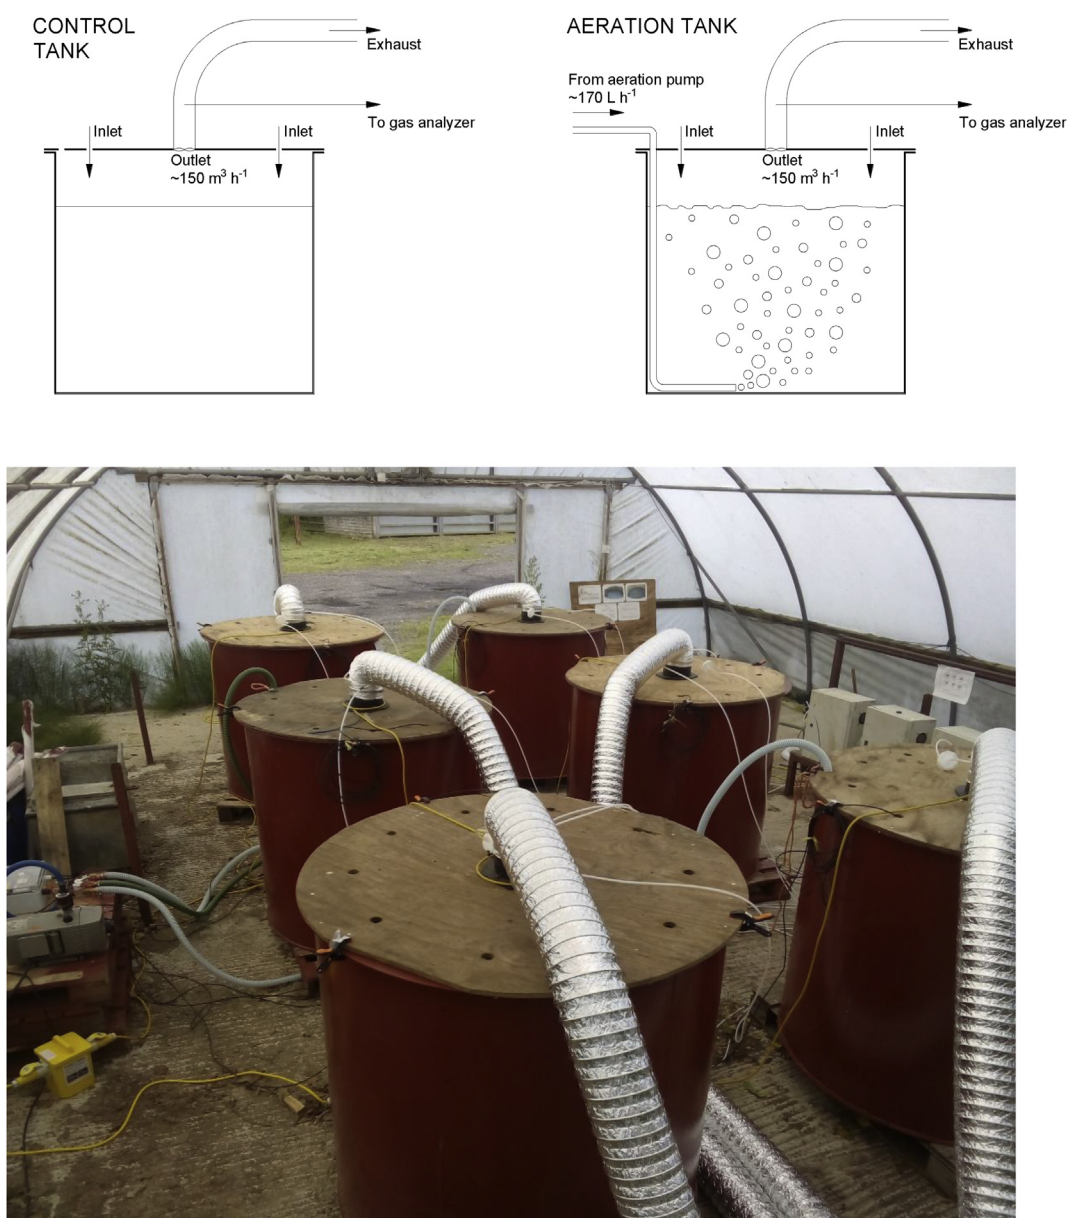 CONTROL
TANK
Exhaust
To gas analyzer
Inlet
Inlet
Outlet
~150 m³ h⁻¹
AERATION TANK
From aeration pump
~170 L h⁻¹
Exhaust
To gas analyzer
Inlet
Inlet
Outlet
~150 m³ h⁻¹